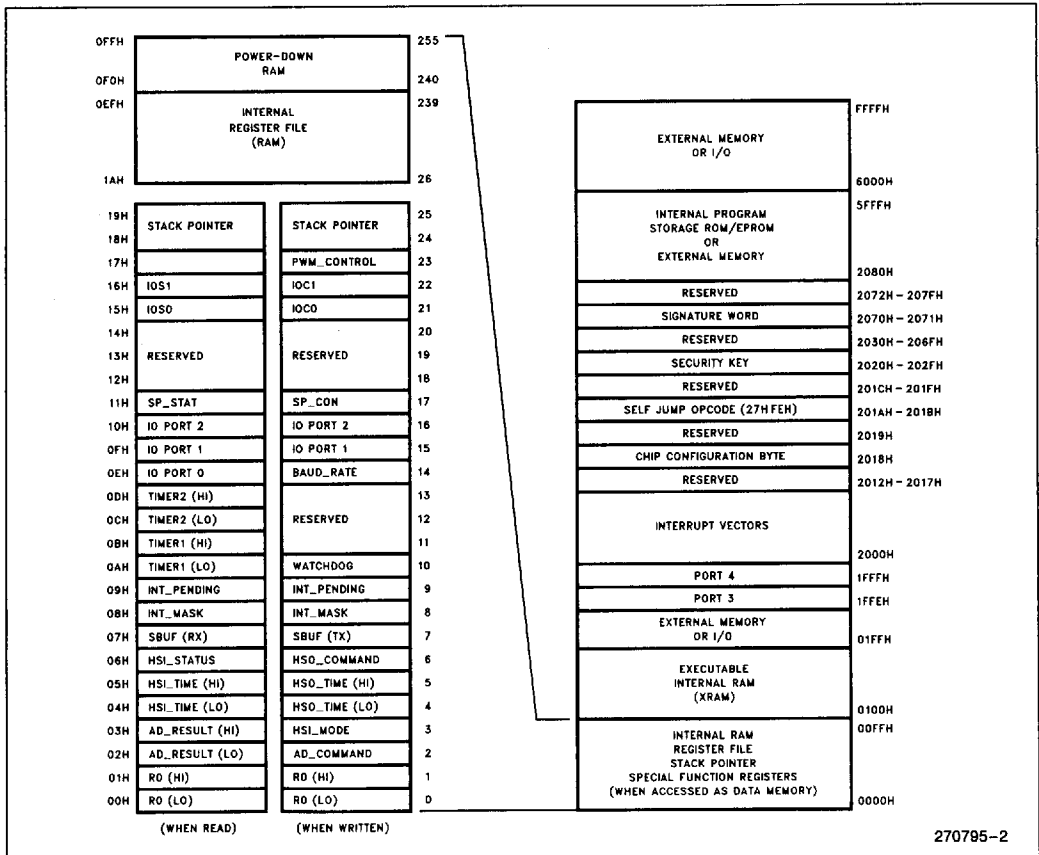 0FFH POWER-DOWN RAM 255
0F0H 240
0EFH INTERNAL REGISTER FILE (RAM) 239
1AH 26
19H STACK POINTER STACK POINTER 25
18H 24
17H PWM_CONTROL 23
16H IOS1 IOC1 22
15H IOS0 IOC0 21
14H 20
13H RESERVED RESERVED 19
12H 18
11H SP_STAT SP_CON 17
10H IO PORT 2 IO PORT 2 16
0FH IO PORT 1 IO PORT 1 15
0EH IO PORT 0 BAUD_RATE 14
0DH TIMER2 (HI) 13
0CH TIMER2 (LO) RESERVED 12
0BH TIMER1 (HI) 11
0AH TIMER1 (LO) WATCHDOG 10
09H INT_PENDING INT_PENDING 9
08H INT_MASK INT_MASK 8
07H SBUF (RX) SBUF (TX) 7
06H HSI_STATUS HSO_COMMAND 6
05H HSI_TIME (HI) HSO_TIME (HI) 5
04H HSI_TIME (LO) HSO_TIME (LO) 4
03H AD_RESULT (HI) HSI_MODE 3
02H AD_RESULT (LO) AD_COMMAND 2
01H R0 (HI) R0 (HI) 1
00H R0 (LO) R0 (LO) 0
(WHEN READ) (WHEN WRITTEN)
FFFFH
EXTERNAL MEMORY
OR I/O
6000H
5FFFH
INTERNAL PROGRAM
STORAGE ROM/EPROM
OR
EXTERNAL MEMORY
2080H
RESERVED 2072H - 207FH
SIGNATURE WORD 2070H - 2071H
RESERVED 2030H - 206FH
SECURITY KEY 2020H - 202FH
RESERVED 201CH - 201FH
SELF JUMP OPCODE (27H FEH) 201AH - 201BH
RESERVED 2019H
CHIP CONFIGURATION BYTE 2018H
RESERVED 2012H - 2017H
INTERRUPT VECTORS
2000H
PORT 4 1FFFH
PORT 3 1FFEH
EXTERNAL MEMORY
OR I/O 01FFH
EXECUTABLE
INTERNAL RAM
(XRAM)
0100H
00FFH
INTERNAL RAM
REGISTER FILE
STACK POINTER
SPECIAL FUNCTION REGISTERS
(WHEN ACCESSED AS DATA MEMORY)
0000H
270795-2